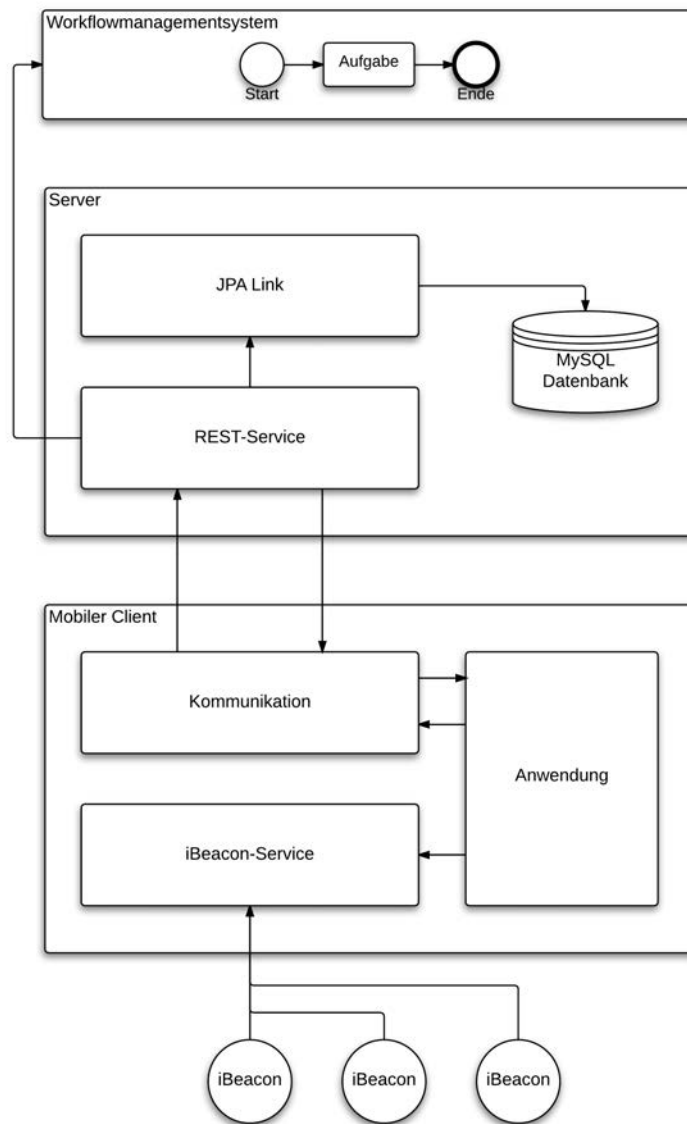 Workflowmanagementsystem
Aufgabe
Start
Ende
Server
JPA Link
MySQL
Datenbank
REST-Service
Mobiler Client
Kommunikation
Anwendung
iBeacon-Service
iBeacon
iBeacon
iBeacon